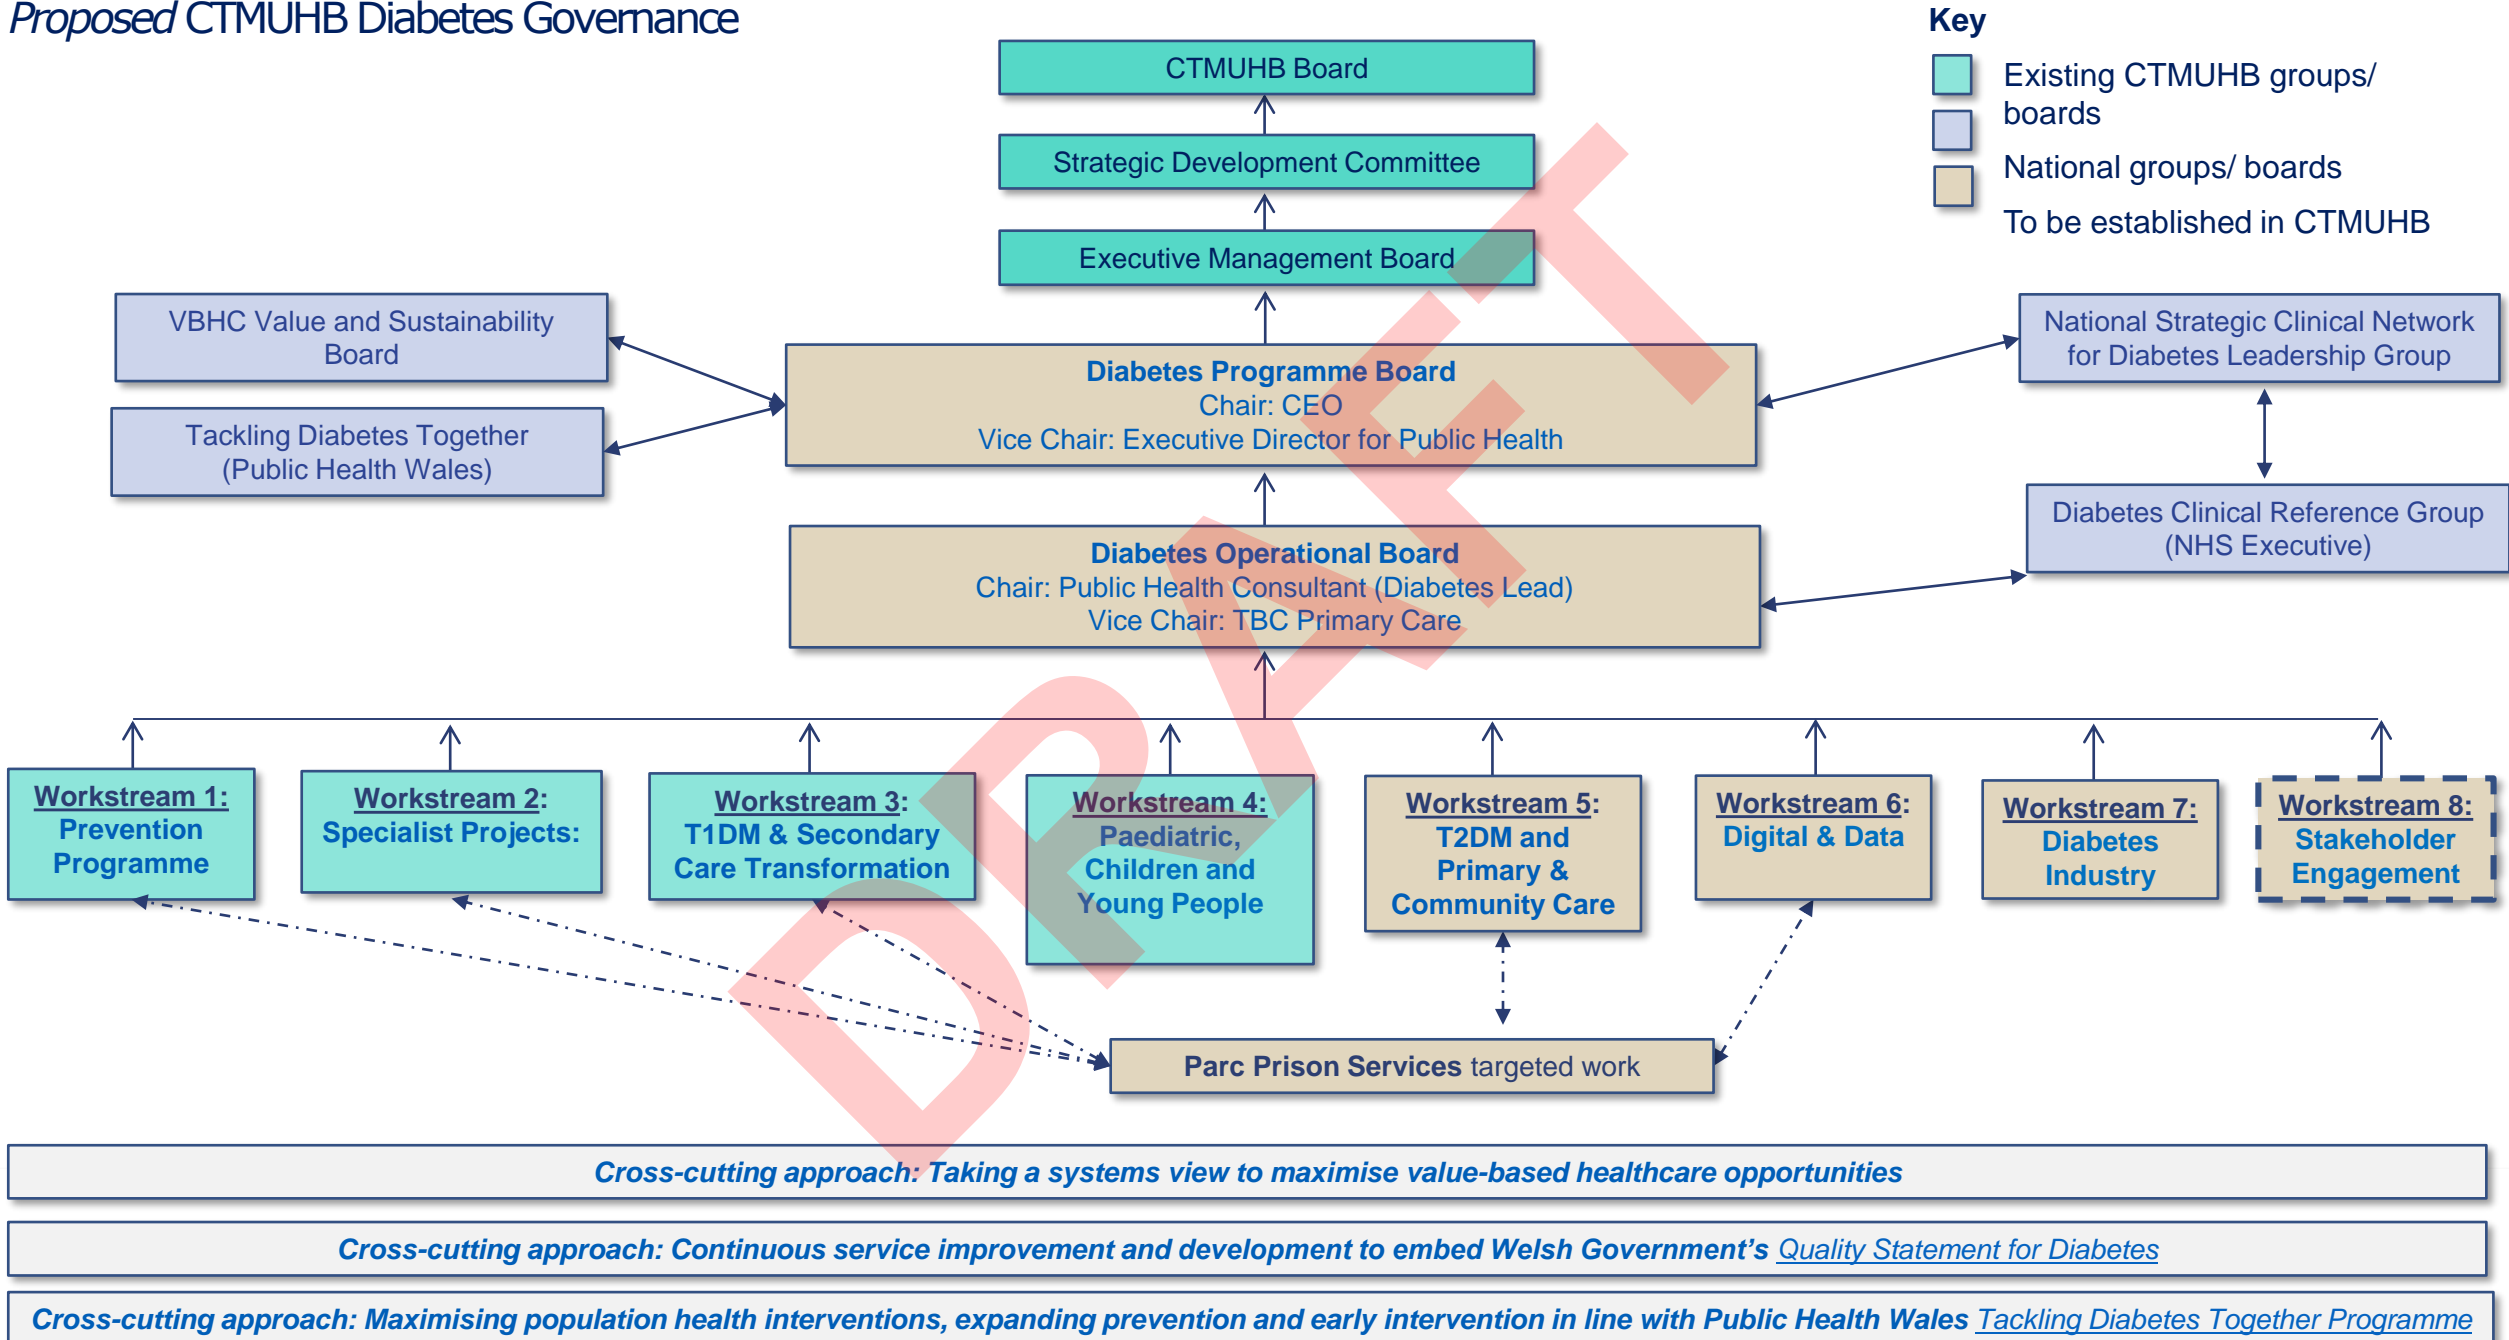 Proposed CTMUHB Diabetes Governance
Key
Existing CTMUHB groups/
boards
National groups/ boards
To be established in CTMUHB
CTMUHB Board
Strategic Development Committee
Executive Management Board
VBHC Value and Sustainability
Board
Tackling Diabetes Together
(Public Health Wales)
Diabetes Programme Board
Chair: CEO
Vice Chair: Executive Director for Public Health
National Strategic Clinical Network
for Diabetes Leadership Group
Diabetes Clinical Reference Group
(NHS Executive)
Diabetes Operational Board
Chair: Public Health Consultant (Diabetes Lead)
Vice Chair: TBC Primary Care
Workstream 1:
Prevention
Programme
Workstream 2:
Specialist Projects:
Workstream 3:
T1DM & Secondary
Care Transformation
Workstream 4:
Paediatric,
Children and
Young People
Workstream 5:
T2DM and
Primary &
Community Care
Workstream 6:
Digital & Data
Workstream 7:
Diabetes
Industry
Workstream 8:
Stakeholder
Engagement
Parc Prison Services targeted work
Cross-cutting approach: Taking a systems view to maximise value-based healthcare opportunities
Cross-cutting approach: Continuous service improvement and development to embed Welsh Government's Quality Statement for Diabetes
Cross-cutting approach: Maximising population health interventions, expanding prevention and early intervention in line with Public Health Wales Tackling Diabetes Together Programme
DRAFT